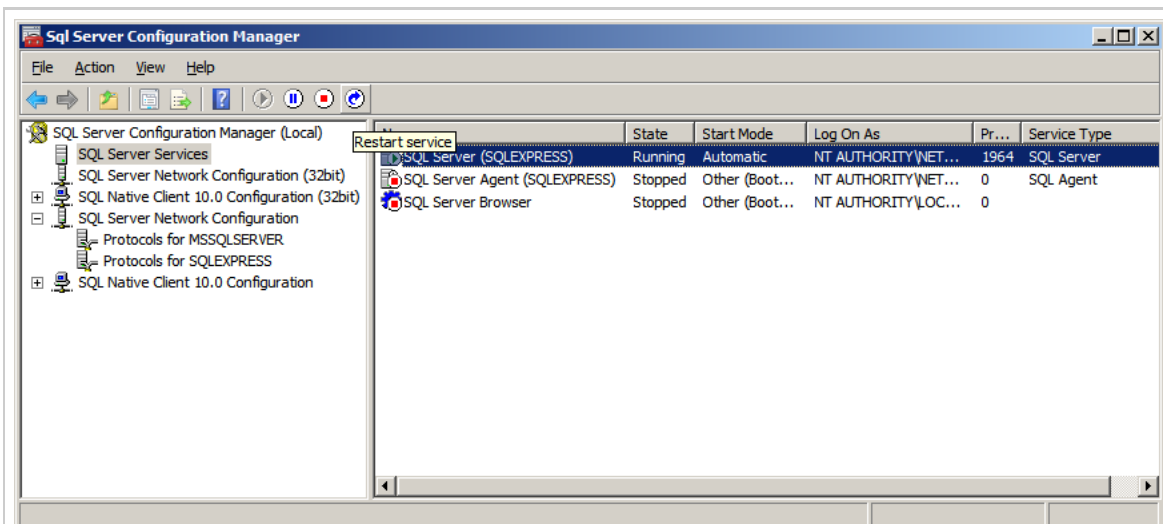 Sql Server Configuration Manager
File Action View Help
SQL Server Configuration Manager (Local)
SQL Server Services
SQL Server Network Configuration (32bit)
SQL Native Client 10.0 Configuration (32bit)
SQL Server Network Configuration
Protocols for MSSQLSERVER
Protocols for SQLEXPRESS
SQL Native Client 10.0 Configuration
Restart service
State Start Mode Log On As Pr... Service Type
SQL Server (SQLEXPRESS) Running Automatic NT AUTHORITY\NET... 1964 SQL Server
SQL Server Agent (SQLEXPRESS) Stopped Other (Boot... NT AUTHORITY\NET... 0 SQL Agent
SQL Server Browser Stopped Other (Boot... NT AUTHORITY\LOC... 0